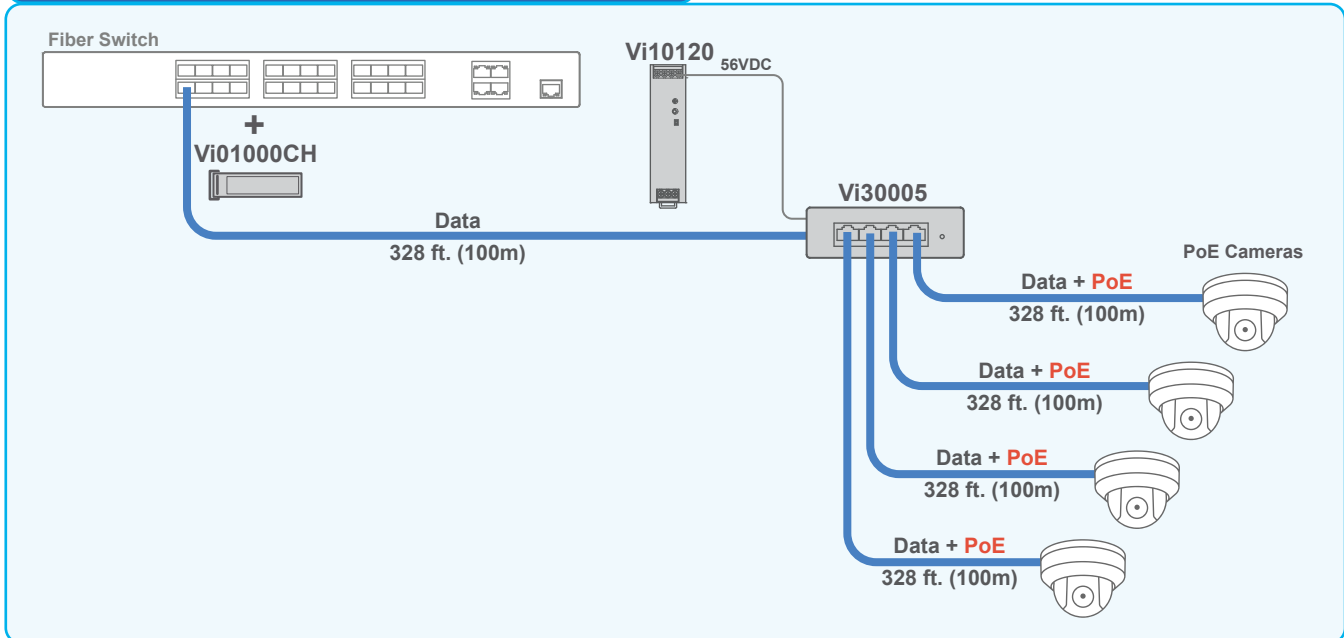 Fiber Switch
Vi10120
56VDC
+
Vi01000CH
Vi30005
Data
328 ft. (100m)
PoE Cameras
Data + PoE
328 ft. (100m)
Data + PoE
328 ft. (100m)
Data + PoE
328 ft. (100m)
Data + PoE
328 ft. (100m)